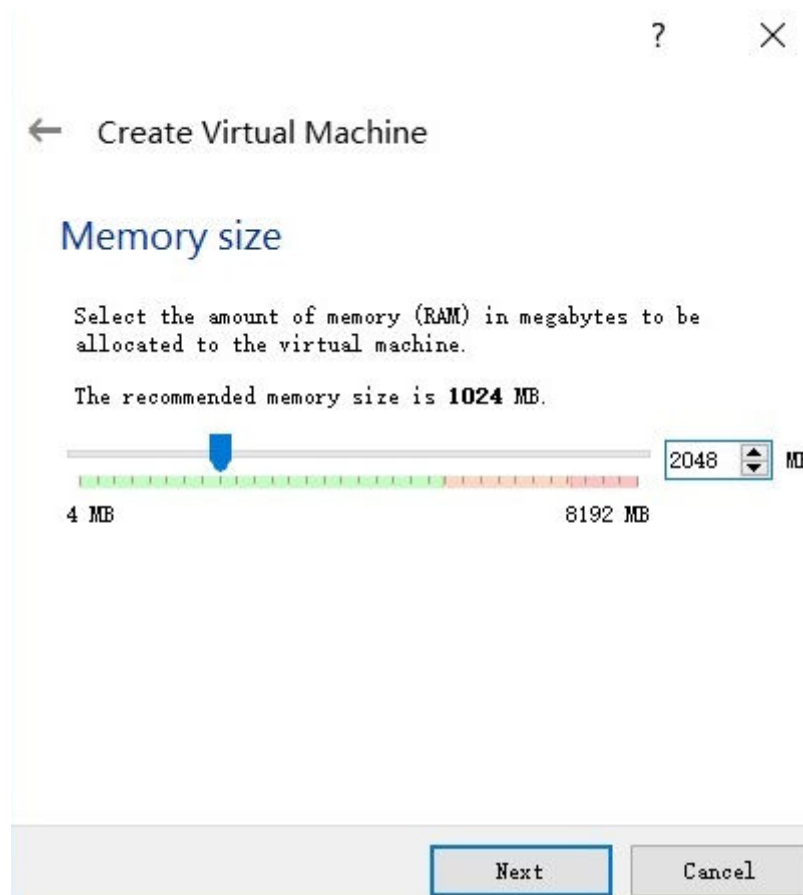 ?
Create Virtual Machine
Memory size
Select the amount of memory (RAM) in megabytes to be
allocated to the virtual machine.
The recommended memory size is 1024 MB.
2048
4 MB 8192 MB
Next Cancel